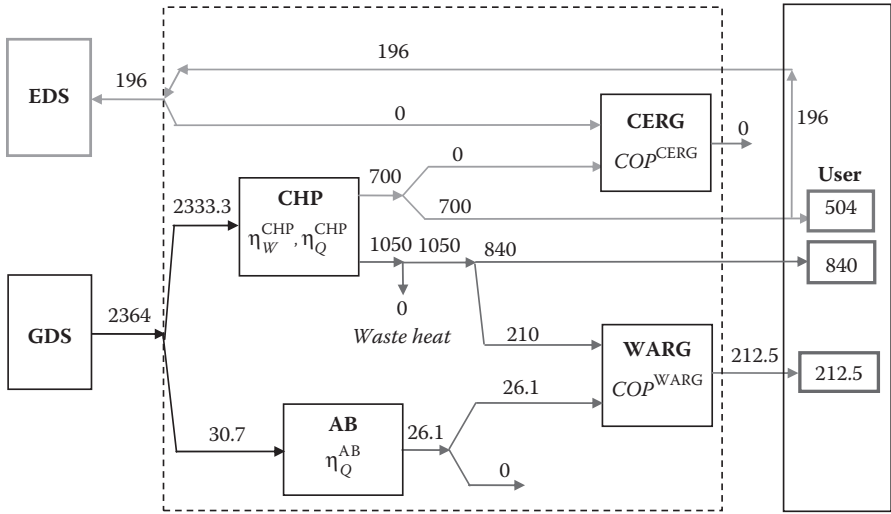 196
196
EDS
0
CERG
COP^CERG
0
196
0
700
CHP
η_W^CHP, η_Q^CHP
700
User
504
2333.3
1050
1050
840
840
0
Waste heat
GDS
2364
210
WARG
COP^WARG
212.5
212.5
26.1
30.7
AB
η_Q^AB
26.1
0